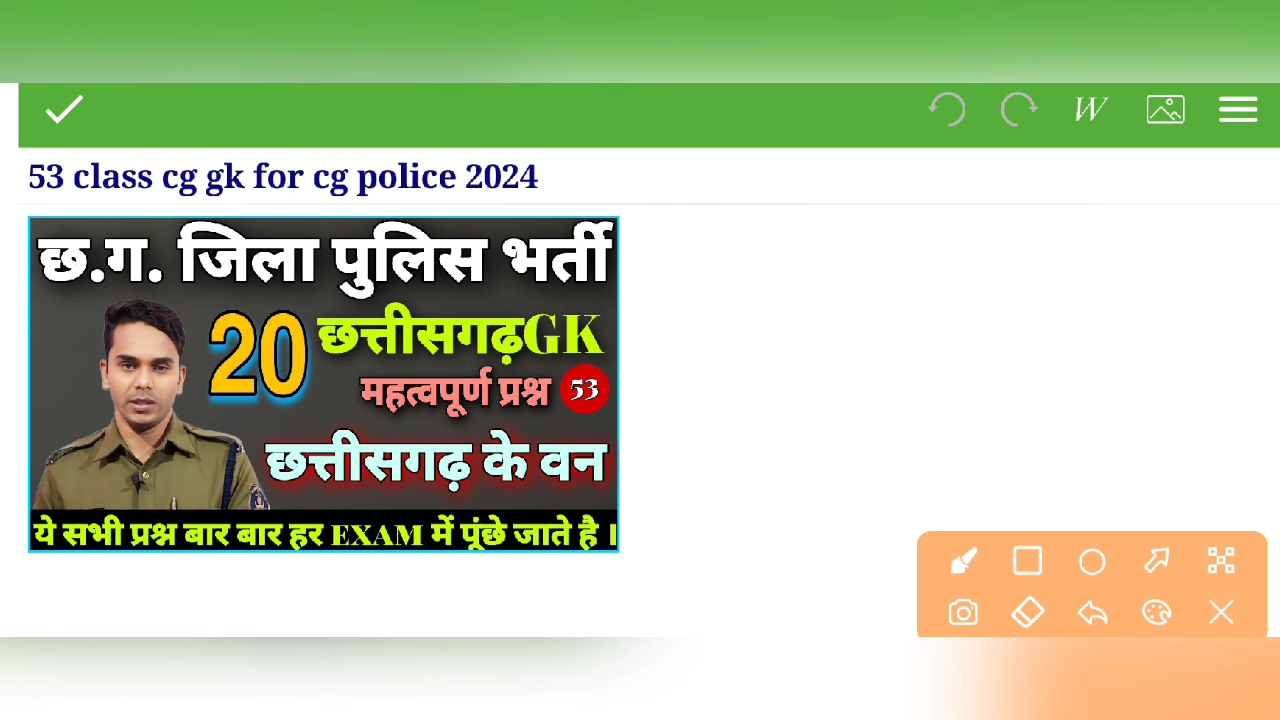 W
53 class cg gk for cg police 2024
छ.ग. जिला पुलिस भर्ती
20 छत्तीसगढ़GK
महत्वपूर्ण प्रश्न 53
छत्तीसगढ़ के वन
ये सभी प्रश्न बार बार हर EXAM में पूंछे जाते है ।